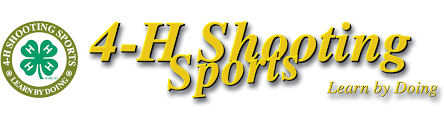 4-H SHOOTING SPORTS
H H
H H
LEARN BY DOING
4-H Shooting
Sports
Learn by Doing